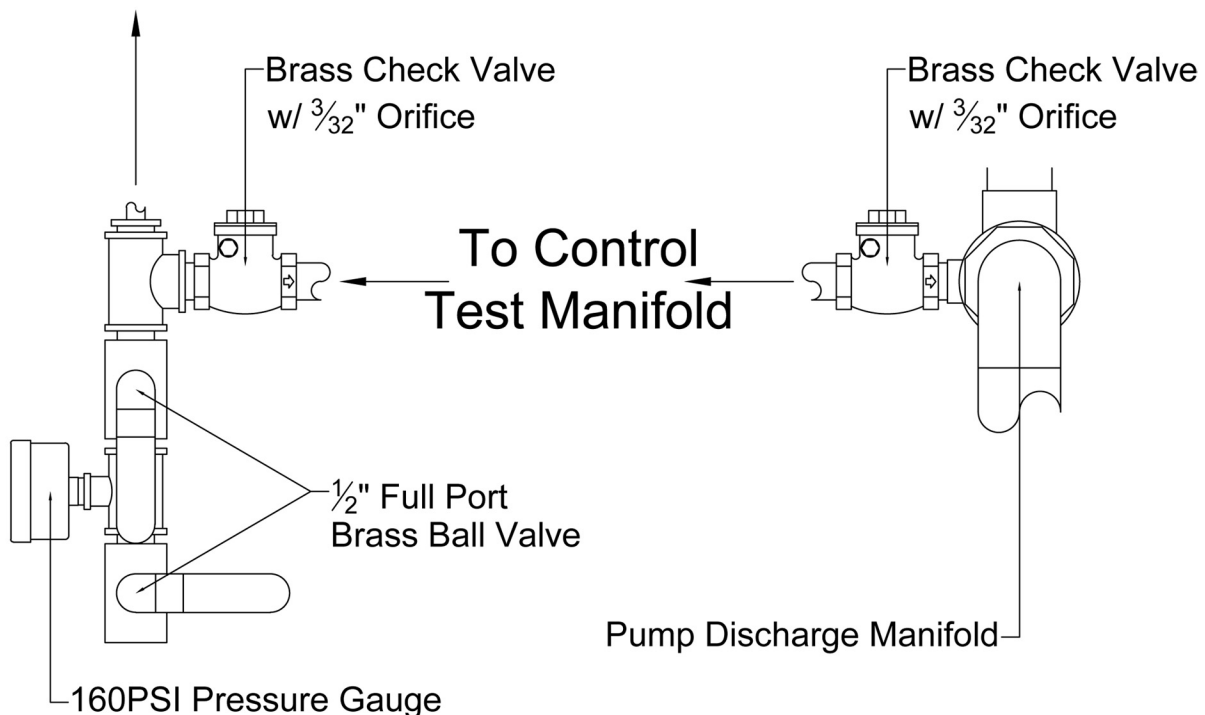 Brass Check Valve
w/ 3⁄32" Orifice
Brass Check Valve
w/ 3⁄32" Orifice
To Control
Test Manifold
½" Full Port
Brass Ball Valve
Pump Discharge Manifold
160PSI Pressure Gauge